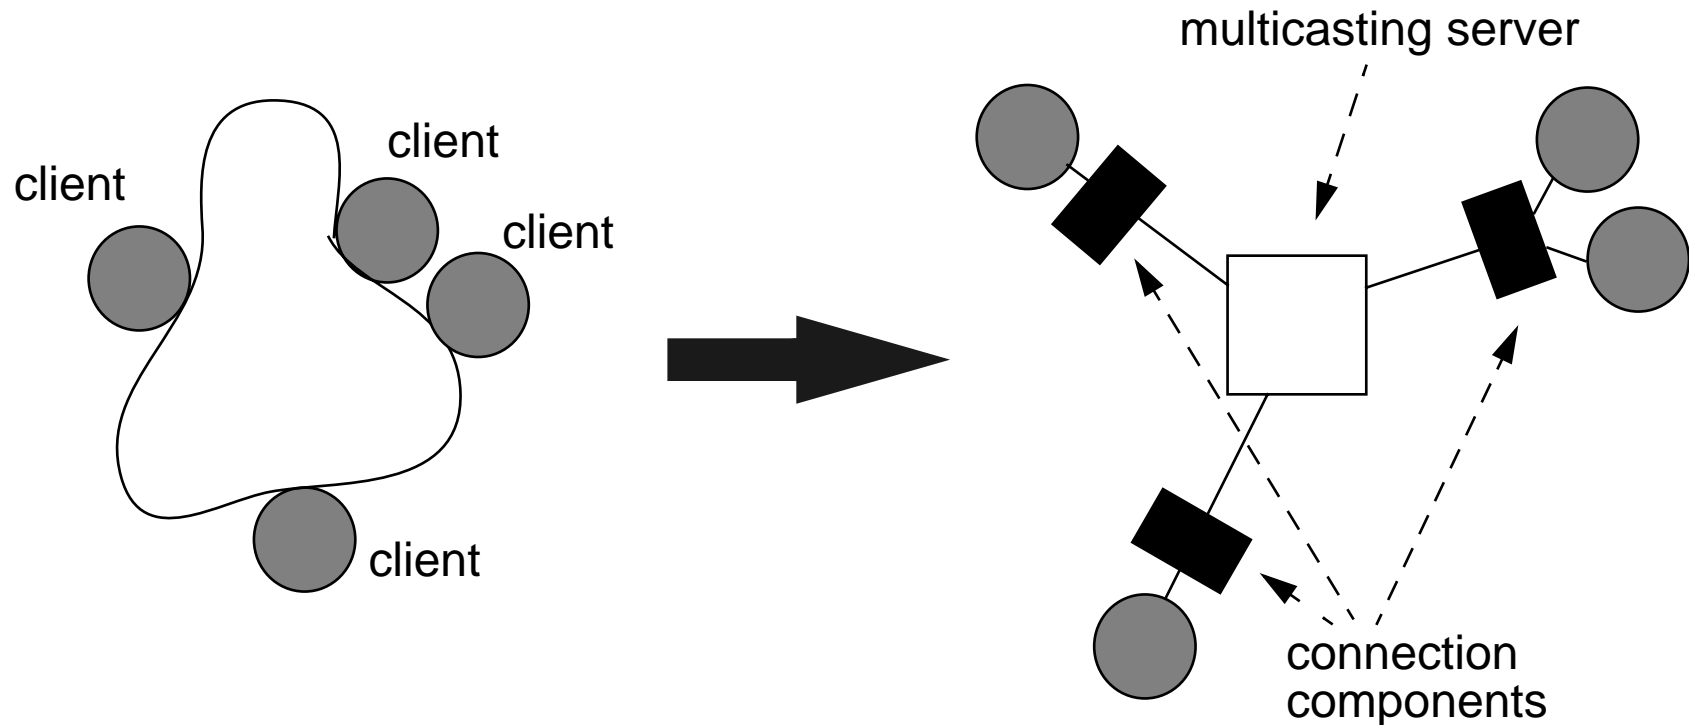 multicasting server
client
client
client
client
connection
components